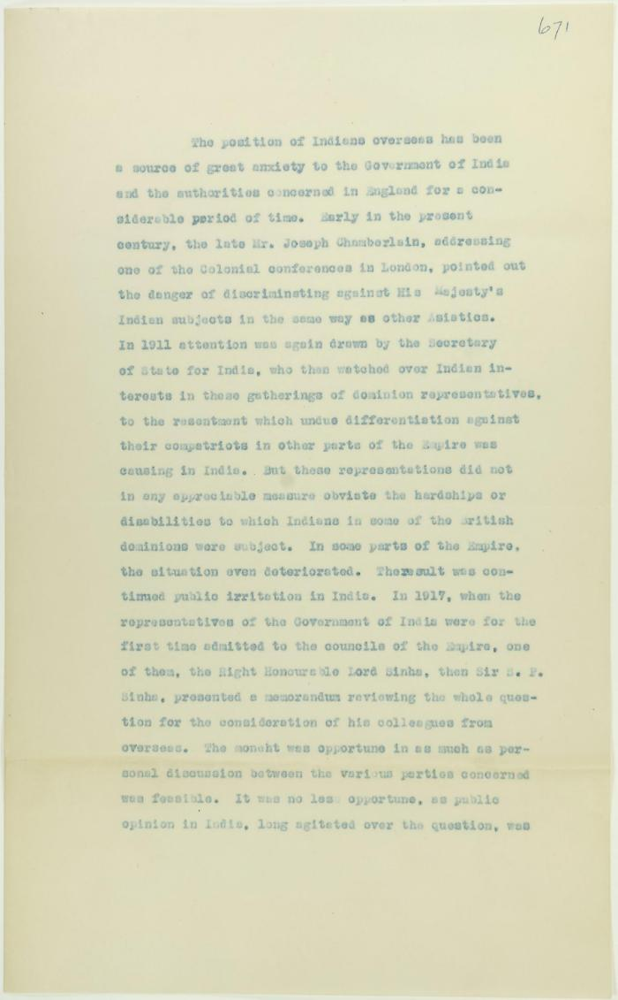 671
The position of Indians overseas has been
a source of great anxiety to the Government of India
and the authorities concerned in England for a con-
siderable period of time. Early in the present
century, the late Mr. Joseph Chamberlain, addressing
one of the Colonial conferences in London, pointed out
the danger of discriminating against His Majesty's
Indian subjects in the same way as other Asiatics.
In 1911 attention was again drawn by the Secretary
of State for India, who then watched over Indian in-
terests in these gatherings of dominion representatives,
to the resentment which undue differentiation against
their compatriots in other parts of the Empire was
causing in India. But these representations did not
in any appreciable measure obviate the hardships or
disabilities to which Indians in some of the British
dominions were subject. In some parts of the Empire,
the situation even deteriorated. Theresult was con-
tinued public irritation in India. In 1917, when the
representatives of the Government of India were for the
first time admitted to the councils of the Empire, one
of them, the Right Honourable Lord Sinha, then Sir S. P.
Sinha, presented a memorandum reviewing the whole ques-
tion for the consideration of his colleagues from
overseas. The moneht was opportune in as much as per-
sonal discussion between the various parties concerned
was feasible. It was no less opportune, as public
opinion in India, long agitated over the question, was